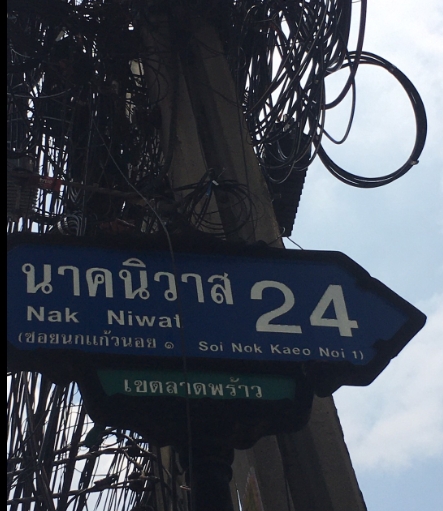 นาคนิวาส 24
Nak Niwat
(ซอยนกแก้วน้อย ๑ Soi Nok Kaeo Noi 1)
เขตลาดพร้าว